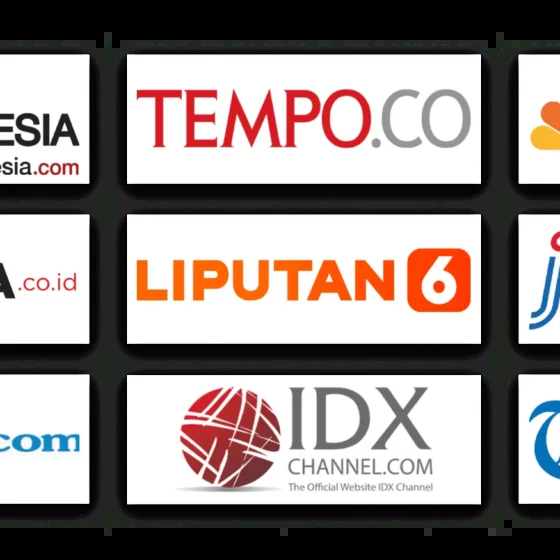 ESIA
esia.com
TEMPO.CO
A.co.id
LIPUTAN 6
com
IDX
CHANNEL.COM
The Official Website IDX Channel